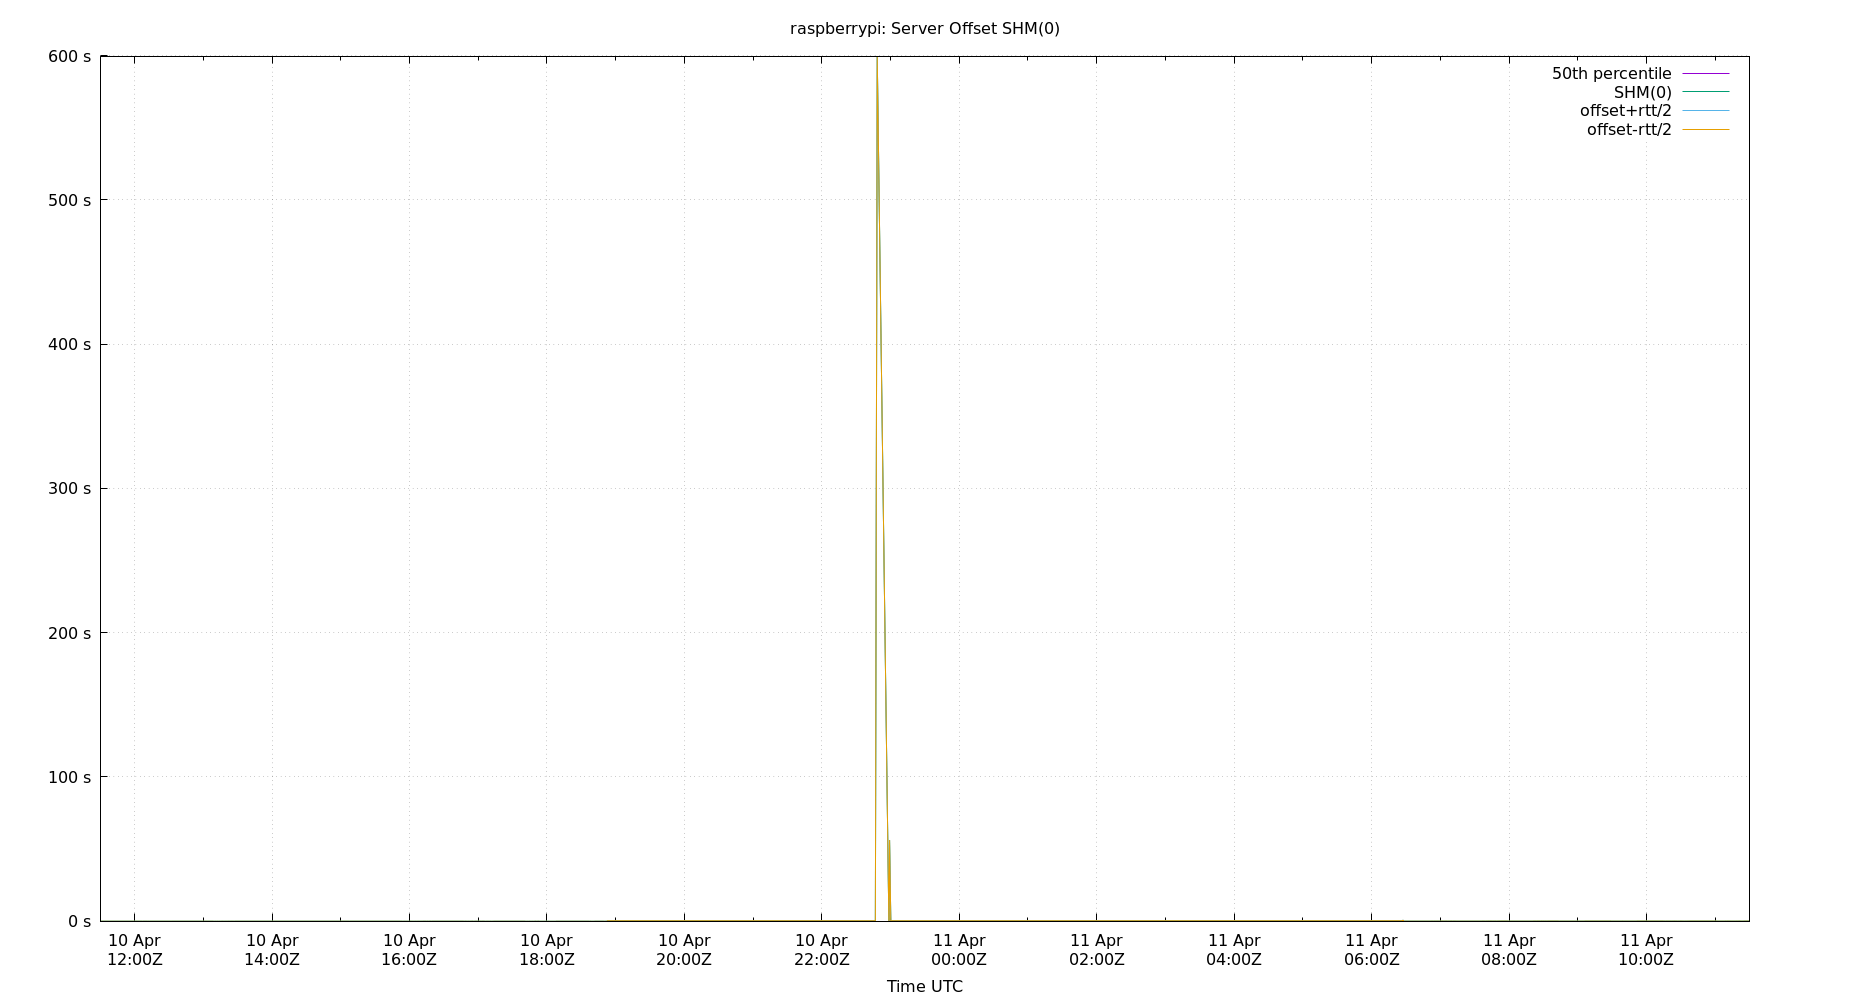 raspberrypi: Server Offset SHM(0)
600 s
500 s
400 s
300 s
200 s
100 s
0 s
50th percentile
SHM(0)
offset+rtt/2
offset-rtt/2
10 Apr 10 Apr 10 Apr 10 Apr 10 Apr 10 Apr 11 Apr 11 Apr 11 Apr 11 Apr 11 Apr 11 Apr
12:00Z 14:00Z 16:00Z 18:00Z 20:00Z 22:00Z 00:00Z 02:00Z 04:00Z 06:00Z 08:00Z 10:00Z
Time UTC